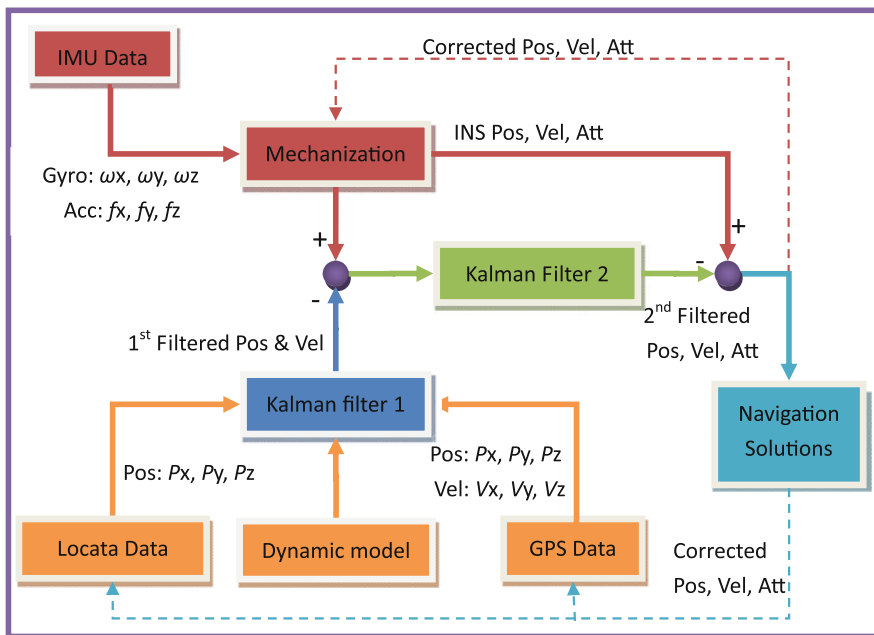 IMU Data
Corrected Pos, Vel, Att
Mechanization
INS Pos, Vel, Att
Gyro: ωx, ωy, ωz
Acc: fx, fy, fz
+
+
-
-
Kalman Filter 2
1st Filtered Pos & Vel
2nd Filtered
Pos, Vel, Att
Kalman filter 1
Navigation
Solutions
Pos: Px, Py, Pz
Pos: Px, Py, Pz
Vel: Vx, Vy, Vz
Locata Data
Dynamic model
GPS Data
Corrected
Pos, Vel, Att